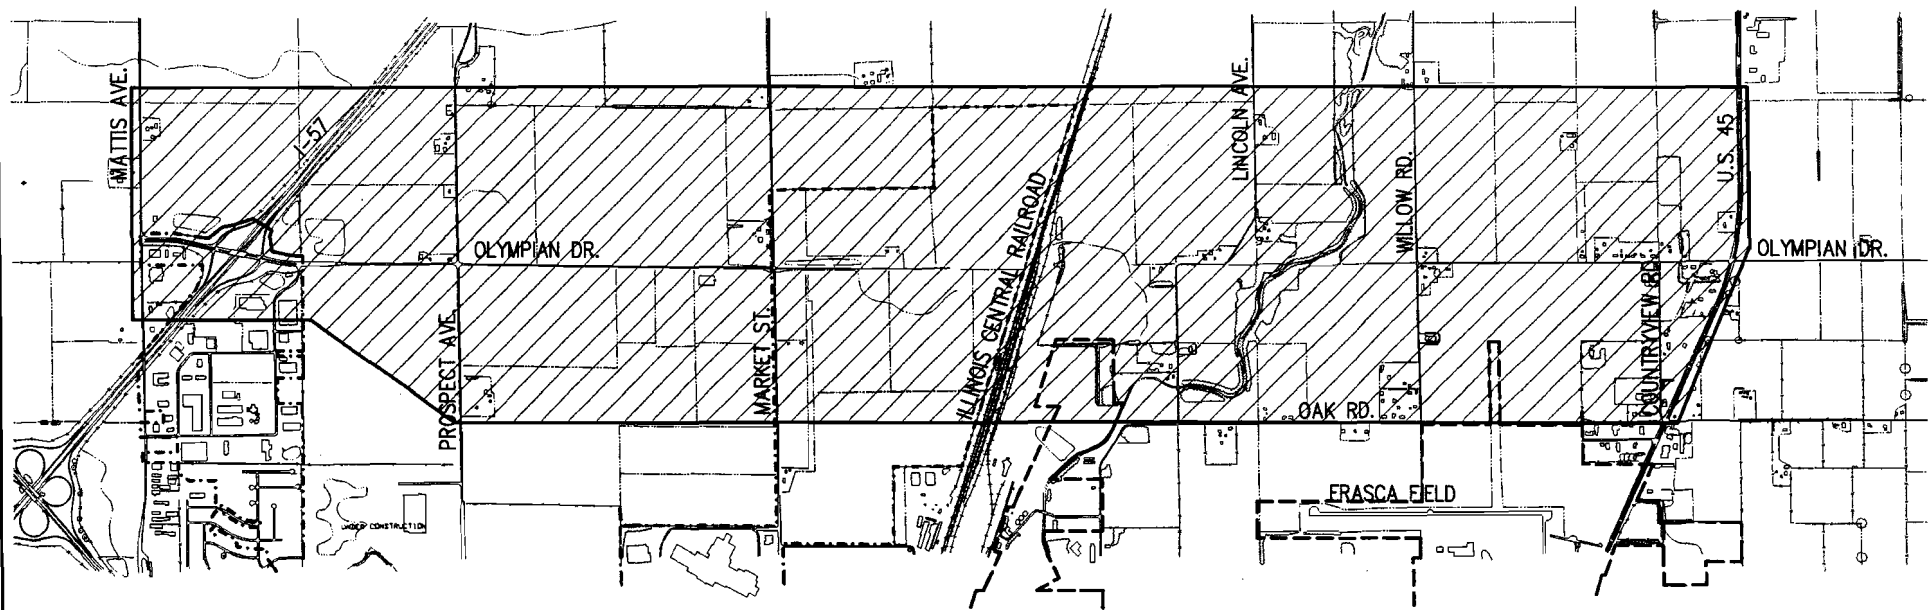 MATTIS AVE.
I-57
PROSPECT AVE.
OLYMPIAN DR.
MARKET ST.
ILLINOIS CENTRAL RAILROAD
LINCOLN AVE.
WILLOW RD.
OAK RD.
COUNTRYVIEW RD.
U.S. 45
OLYMPIAN DR.
FRASCA FIELD
UNDER CONSTRUCTION